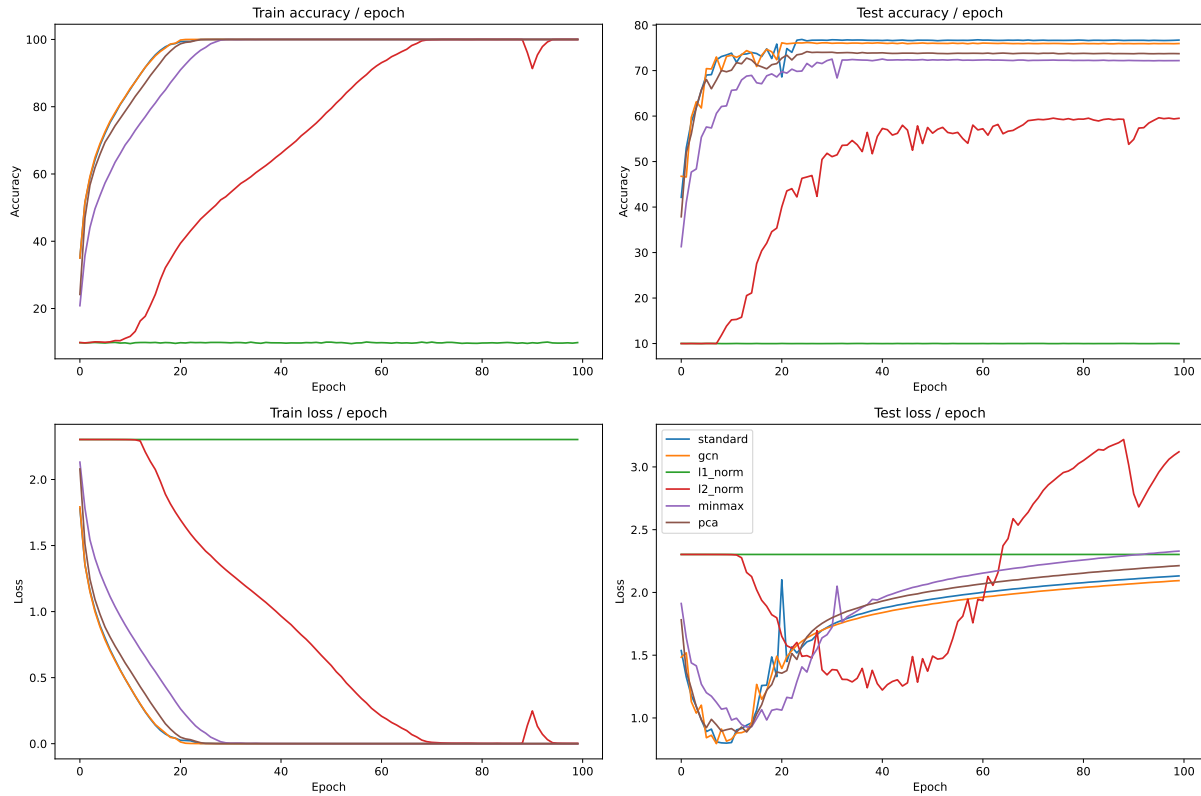 Train accuracy / epoch
Accuracy
100
80
60
40
20
0
20
40
60
80
100
Epoch
Test accuracy / epoch
Accuracy
80
70
60
50
40
30
20
10
0
20
40
60
80
100
Epoch
Train loss / epoch
Loss
2.0
1.5
1.0
0.5
0.0
0
20
40
60
80
100
Epoch
Test loss / epoch
Loss
3.0
2.5
2.0
1.5
1.0
standard
gcn
l1_norm
l2_norm
minmax
pca
0
20
40
60
80
100
Epoch